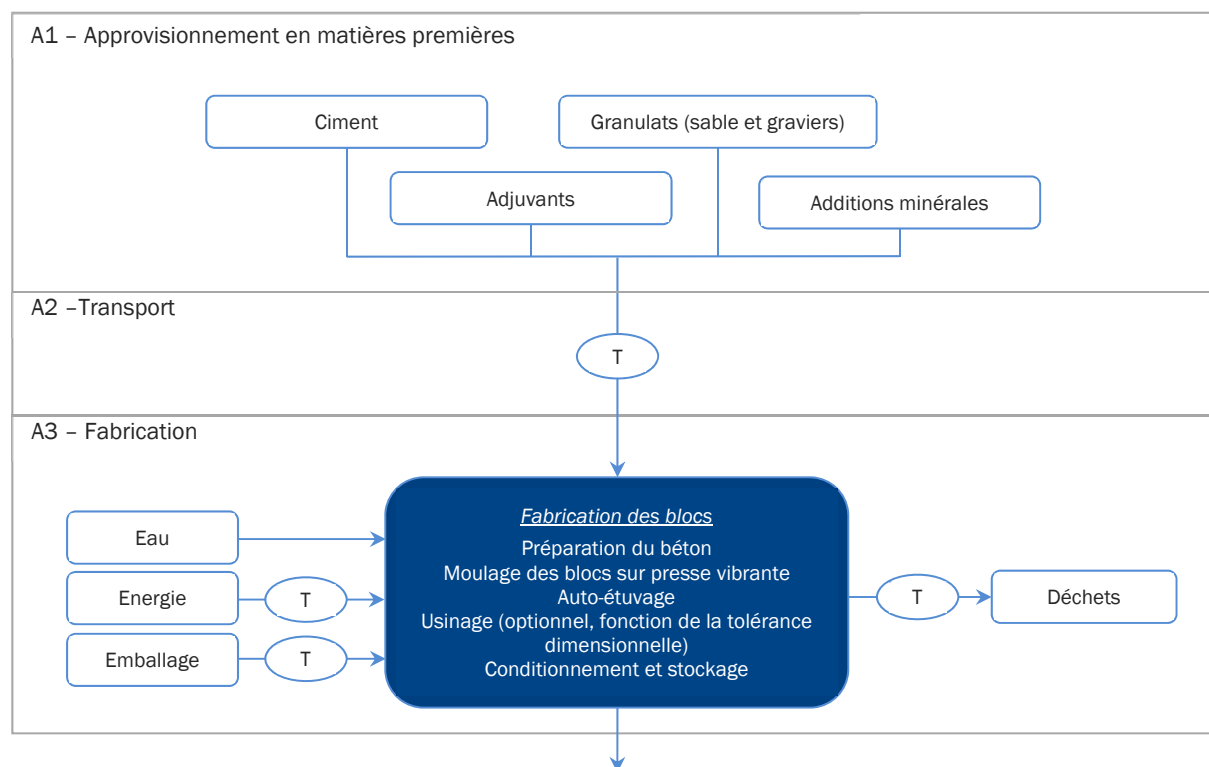 A1 – Approvisionnement en matières premières
Ciment
Granulats (sable et graviers)
Adjuvants
Additions minérales
A2 –Transport
T
A3 – Fabrication
Fabrication des blocs
Préparation du béton
Moulage des blocs sur presse vibrante
Auto-étuvage
Usinage (optionnel, fonction de la tolérance
dimensionnelle)
Conditionnement et stockage
Eau
Energie
T
Emballage
T
T
Déchets